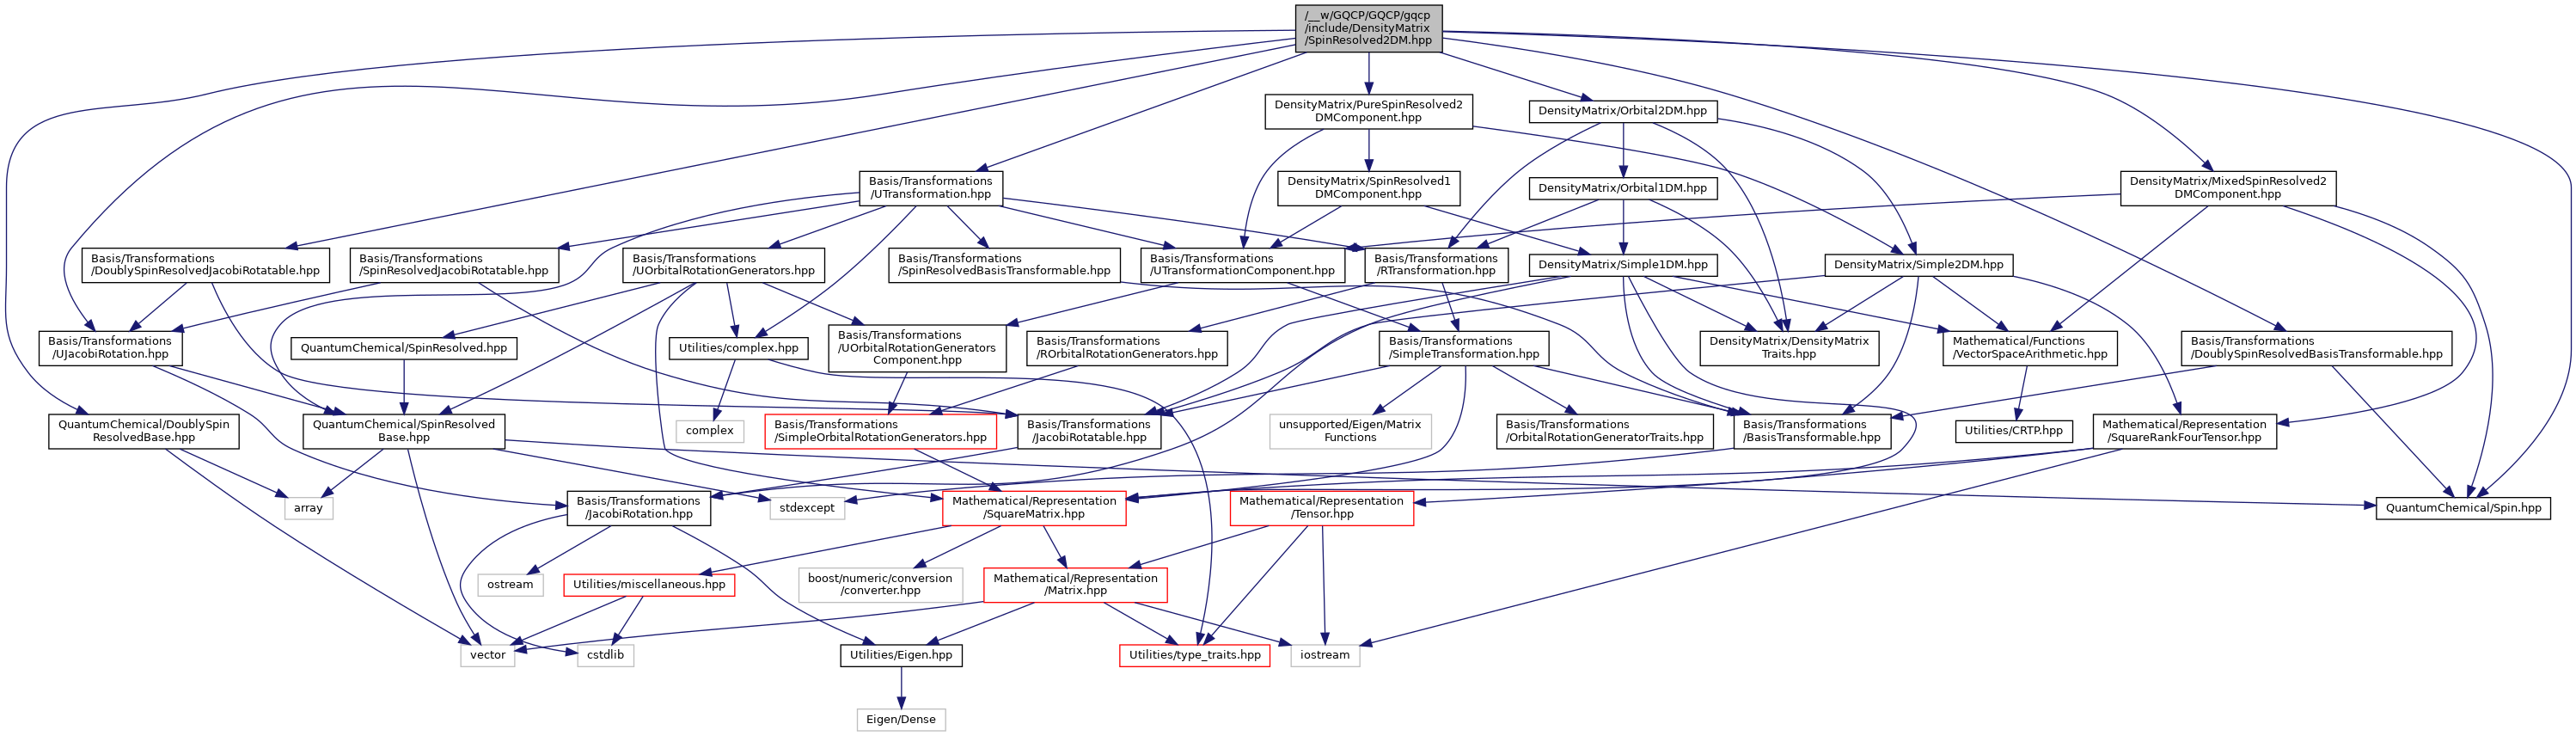 /__w/GQCP/GQCP/gqcp
/include/DensityMatrix
/SpinResolved2DM.hpp
DensityMatrix/PureSpinResolved2
DMComponent.hpp
DensityMatrix/Orbital2DM.hpp
Basis/Transformations
/UTransformation.hpp
DensityMatrix/SpinResolved1
DMComponent.hpp
DensityMatrix/Orbital1DM.hpp
DensityMatrix/MixedSpinResolved2
DMComponent.hpp
Basis/Transformations
/DoublySpinResolvedJacobiRotatable.hpp
Basis/Transformations
/SpinResolvedJacobiRotatable.hpp
Basis/Transformations
/UOrbitalRotationGenerators.hpp
Basis/Transformations
/SpinResolvedBasisTransformable.hpp
Basis/Transformations
/UTransformationComponent.hpp
Basis/Transformations
/RTransformation.hpp
DensityMatrix/Simple1DM.hpp
DensityMatrix/Simple2DM.hpp
Basis/Transformations
/UJacobiRotation.hpp
QuantumChemical/SpinResolved.hpp
Utilities/complex.hpp
Basis/Transformations
/UOrbitalRotationGenerators
Component.hpp
Basis/Transformations
/ROrbitalRotationGenerators.hpp
Basis/Transformations
/SimpleTransformation.hpp
DensityMatrix/DensityMatrix
Traits.hpp
Mathematical/Functions
/VectorSpaceArithmetic.hpp
Basis/Transformations
/DoublySpinResolvedBasisTransformable.hpp
QuantumChemical/DoublySpin
ResolvedBase.hpp
QuantumChemical/SpinResolved
Base.hpp
complex
Basis/Transformations
/SimpleOrbitalRotationGenerators.hpp
Basis/Transformations
/JacobiRotatable.hpp
unsupported/Eigen/Matrix
Functions
Basis/Transformations
/OrbitalRotationGeneratorTraits.hpp
Basis/Transformations
/BasisTransformable.hpp
Utilities/CRTP.hpp
Mathematical/Representation
/SquareRankFourTensor.hpp
array
Basis/Transformations
/JacobiRotation.hpp
stdexcept
Mathematical/Representation
/SquareMatrix.hpp
Mathematical/Representation
/Tensor.hpp
QuantumChemical/Spin.hpp
ostream
Utilities/miscellaneous.hpp
boost/numeric/conversion
/converter.hpp
Mathematical/Representation
/Matrix.hpp
vector
cstdlib
Utilities/Eigen.hpp
Utilities/type_traits.hpp
iostream
Eigen/Dense